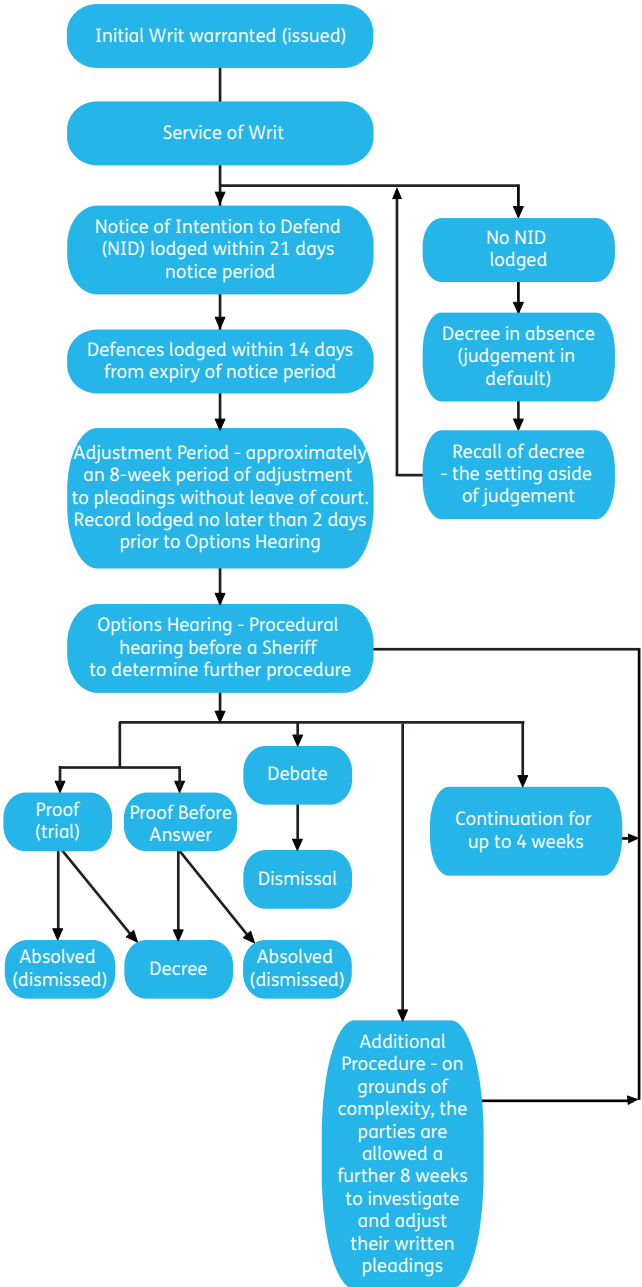 Initial Writ warranted (issued)
Service of Writ
Notice of Intention to Defend
(NID) lodged within 21 days
notice period
No NID
lodged
Defences lodged within 14 days
from expiry of notice period
Decree in absence
(judgement in
default)
Adjustment Period - approximately
an 8-week period of adjustment
to pleadings without leave of court.
Record lodged no later than 2 days
prior to Options Hearing
Recall of decree
- the setting aside
of judgement
Options Hearing - Procedural
hearing before a Sheriff
to determine further procedure
Proof
(trial)
Proof Before
Answer
Debate
Continuation for
up to 4 weeks
Dismissal
Absolved
(dismissed)
Decree
Absolved
(dismissed)
Additional
Procedure - on
grounds of
complexity, the
parties are
allowed a
further 8 weeks
to investigate
and adjust
their written
pleadings